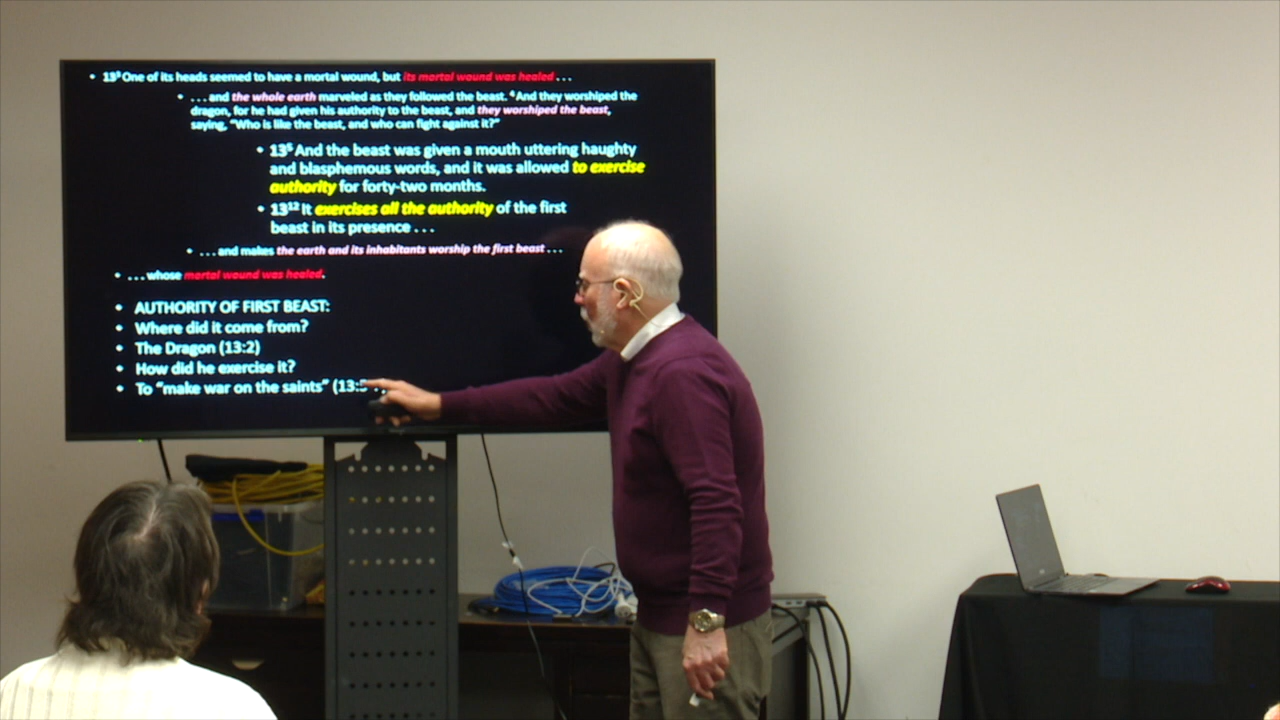 • 13³ One of its heads seemed to have a mortal wound, but its mortal wound was healed . . .
• . . . and the whole earth marveled as they followed the beast. ⁴ And they worshiped the
dragon, for he had given his authority to the beast, and they worshiped the beast,
saying, “Who is like the beast, and who can fight against it?”
• 13⁵ And the beast was given a mouth uttering haughty
and blasphemous words, and it was allowed to exercise
authority for forty-two months.
• 13¹² It exercises all the authority of the first
beast in its presence . . .
• . . . and makes the earth and its inhabitants worship the first beast . . .
• . . . whose mortal wound was healed.
• AUTHORITY OF FIRST BEAST:
• Where did it come from?
• The Dragon (13:2)
• How did he exercise it?
• To “make war on the saints”